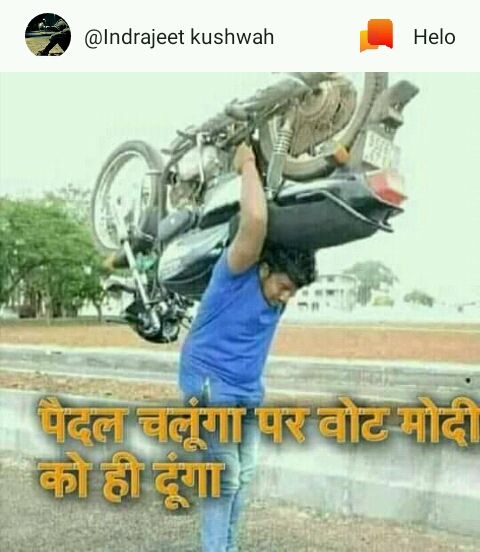 @Indrajeet kushwah
Helo
पैदल चलूंगा पर वोट मोदी
को ही दूंगा